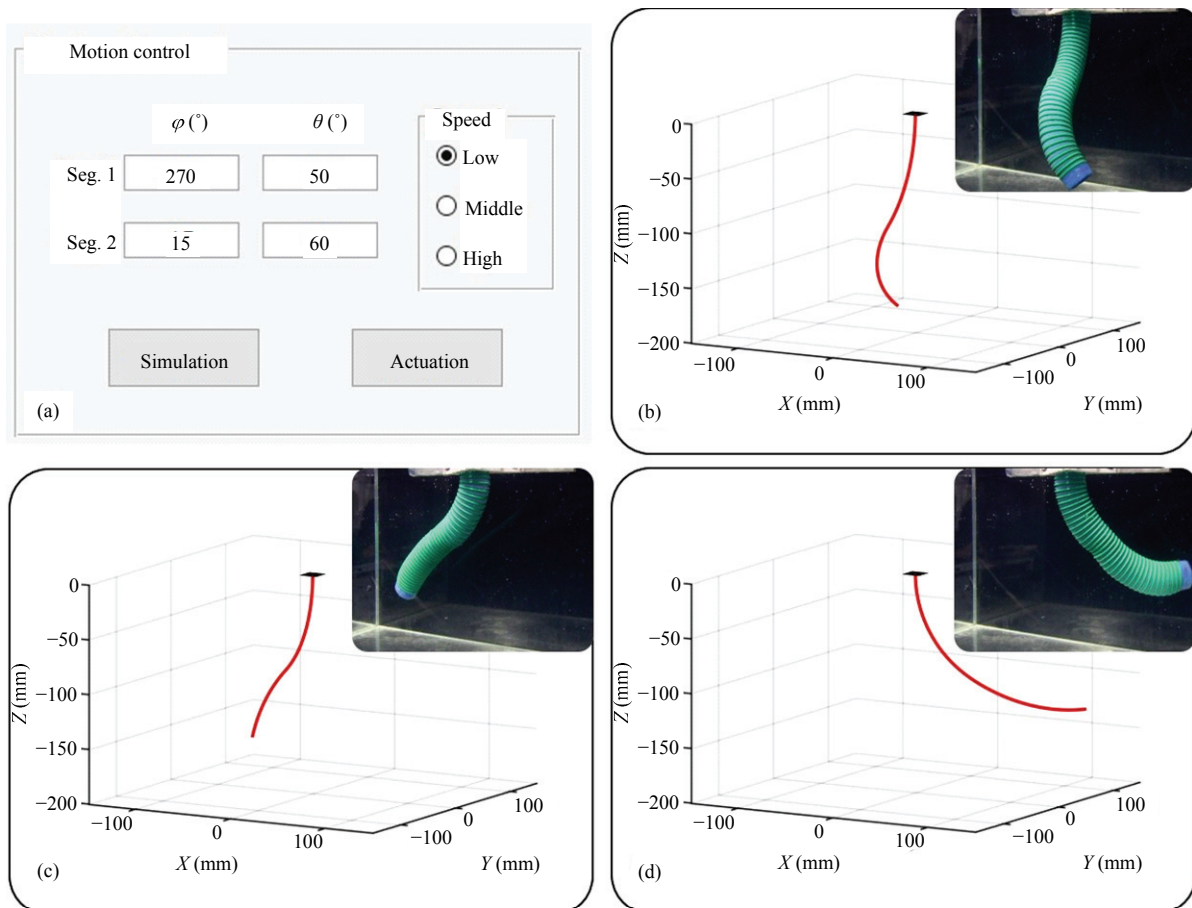 Motion control
φ (°) θ (°) Speed
Seg. 1 270 50 Low
Middle
Seg. 2 15 60 High
Simulation Actuation
(a)
0
−50
−100
−150
−200
Z (mm)
−100 0 100
X (mm)
−100 0 100
Y (mm)
(b)
0
−50
−100
−150
−200
Z (mm)
−100 0 100
X (mm)
−100 0 100
Y (mm)
(c)
0
−50
−100
−150
−200
Z (mm)
−100 0 100
X (mm)
−100 0 100
Y (mm)
(d)